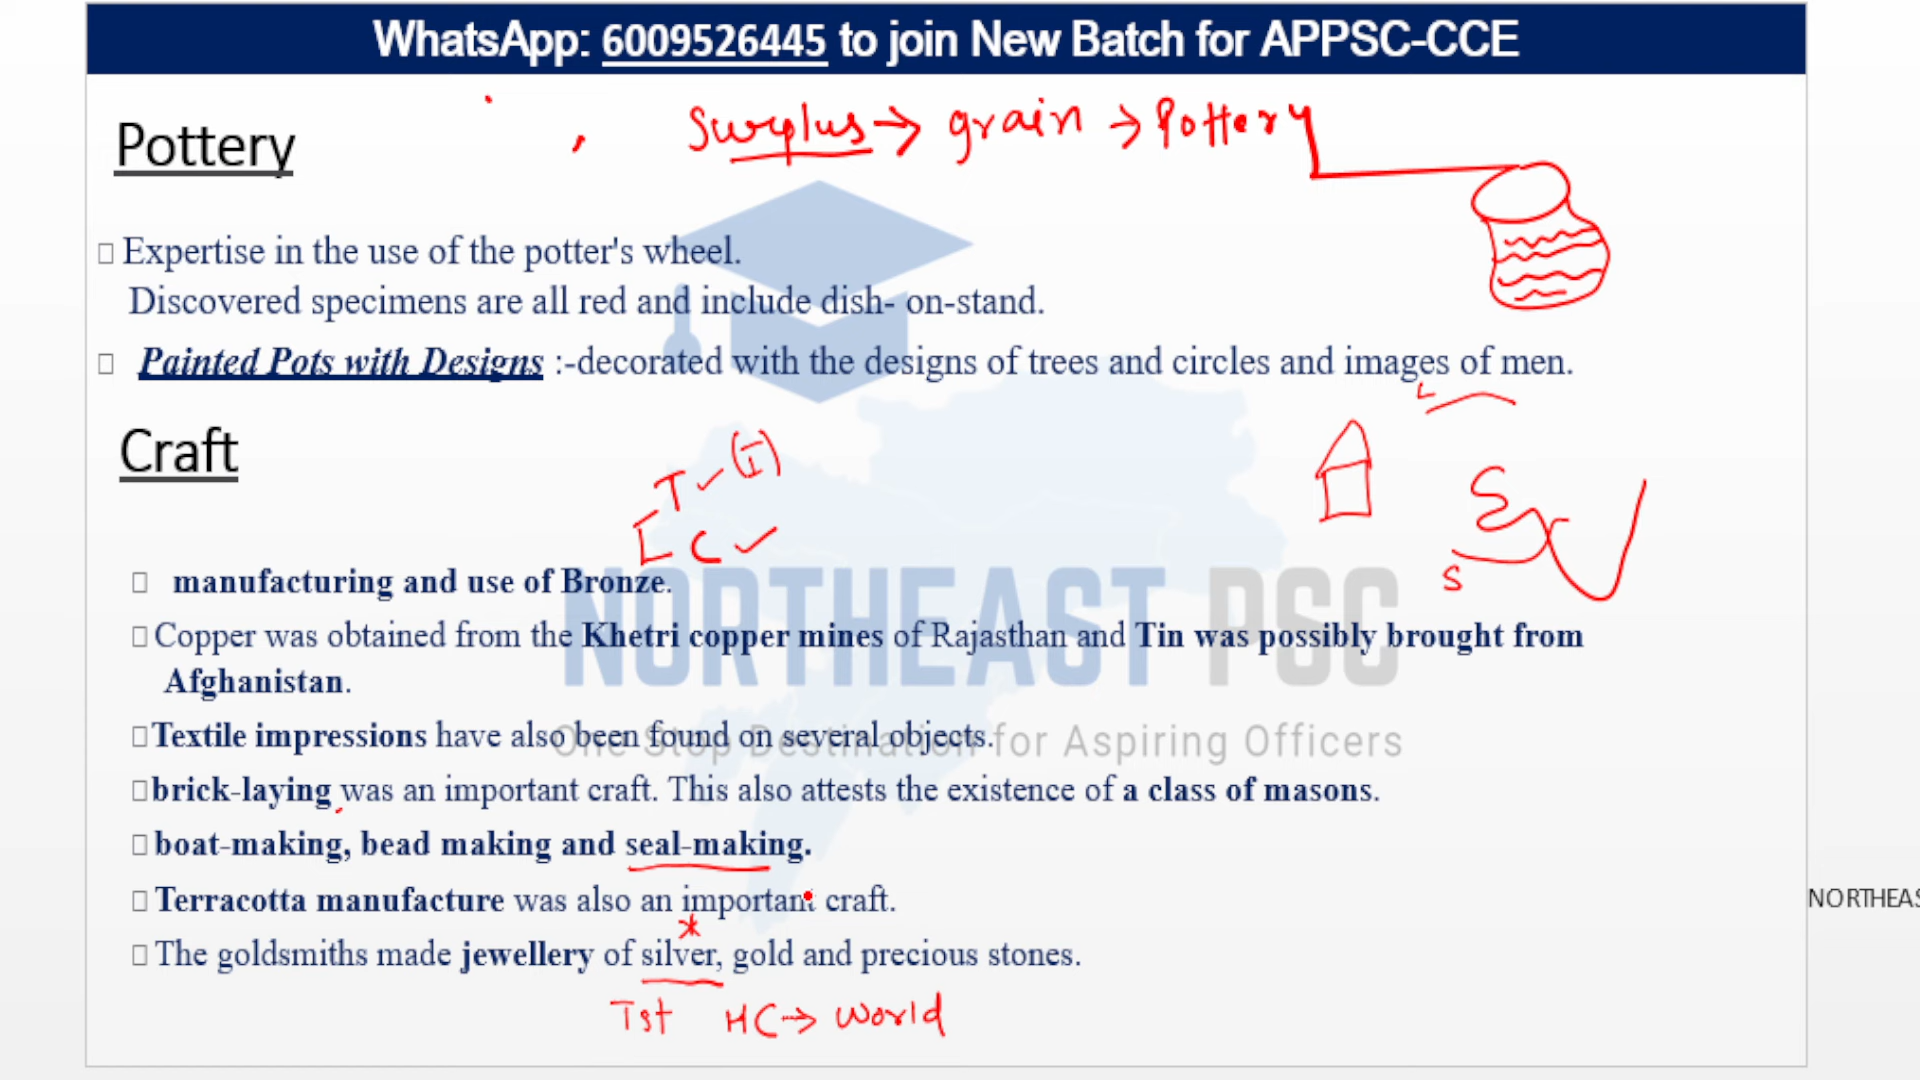 WhatsApp: 6009526445 to join New Batch for APPSC-CCE
Surplus → grain → Pottery
Pottery
Expertise in the use of the potter's wheel.
Discovered specimens are all red and include dish- on-stand.
Painted Pots with Designs :-decorated with the designs of trees and circles and images of men.
Craft
T (I)
C
S
manufacturing and use of Bronze.
Copper was obtained from the Khetri copper mines of Rajasthan and Tin was possibly brought from
Afghanistan.
NORTHEAST PSC
Textile impressions have also been found on several objects.
One Stop Destination for Aspiring Officers
brick-laying was an important craft. This also attests the existence of a class of masons.
boat-making, bead making and seal-making.
Terracotta manufacture was also an important craft.
NORTHEAS
The goldsmiths made jewellery of silver, gold and precious stones.
1st HC → World